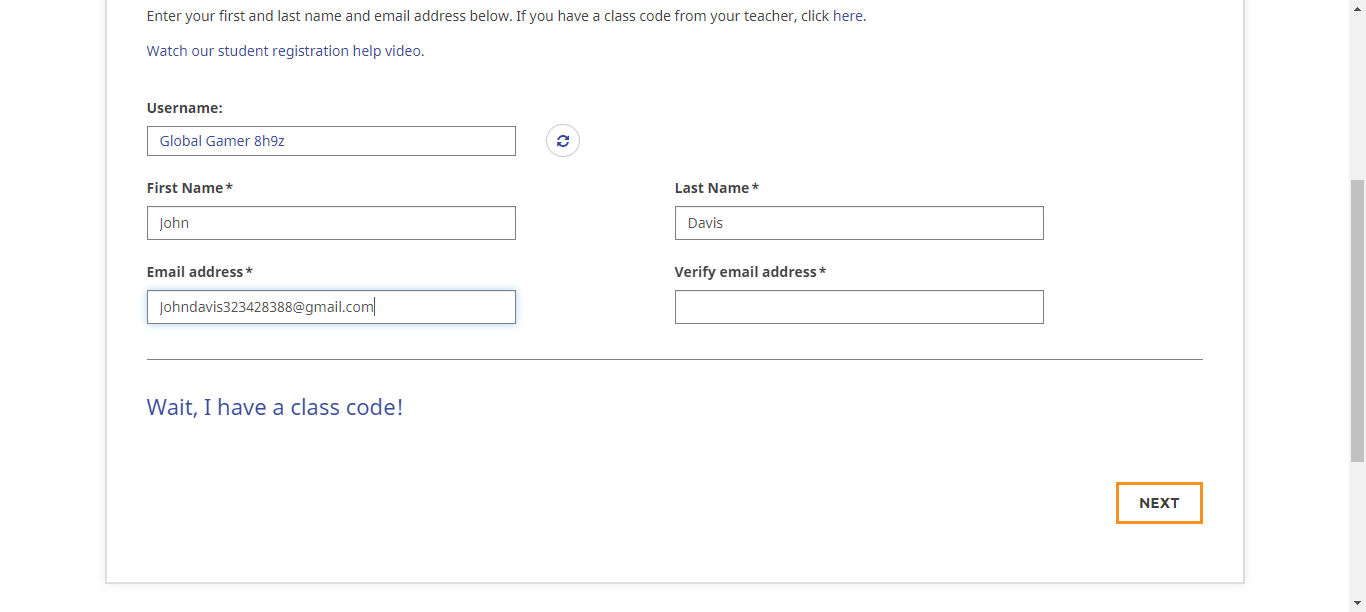 Enter your first and last name and email address below. If you have a class code from your teacher, click here.
Watch our student registration help video.
Username:
Global Gamer 8h9z
First Name*
Last Name*
John
Davis
Email address*
Verify email address*
Johndavis323428388@gmail.com
Wait, I have a class code!
NEXT